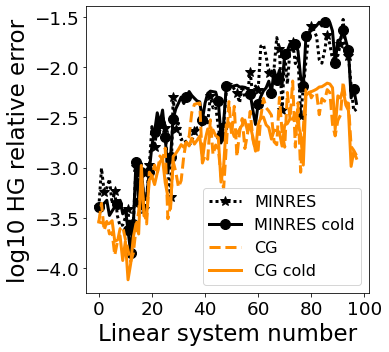 log10 HG relative error
−1.5
−2.0
−2.5
−3.0
−3.5
−4.0
MINRES
MINRES cold
CG
CG cold
0 20 40 60 80 100
Linear system number